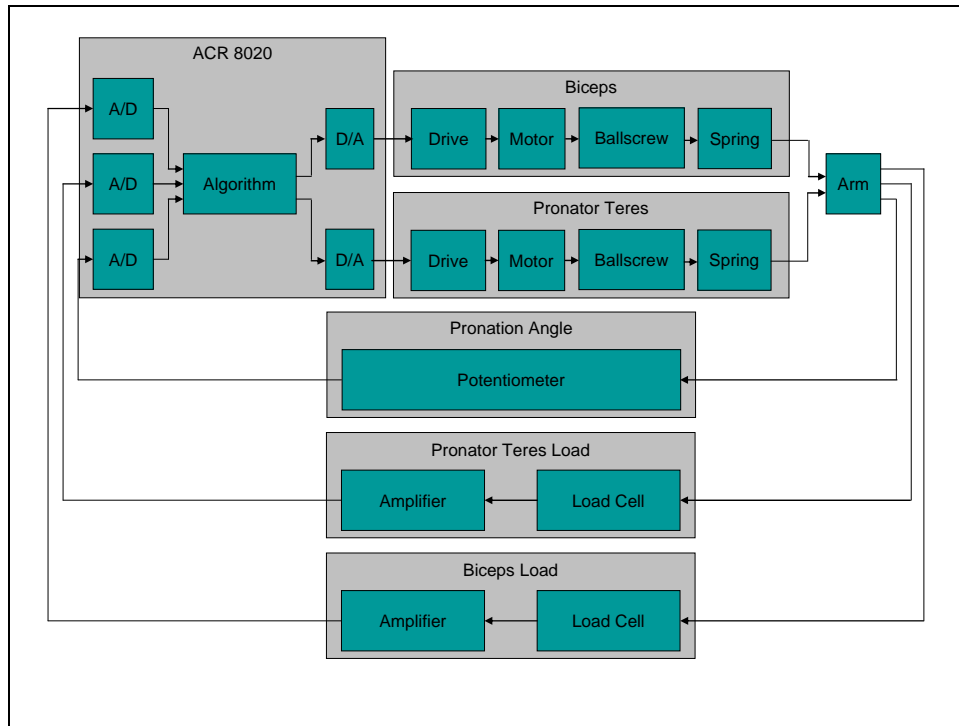 ACR 8020
A/D
A/D
A/D
Algorithm
D/A
D/A
Biceps
Drive
Motor
Ballscrew
Spring
Pronator Teres
Drive
Motor
Ballscrew
Spring
Arm
Pronation Angle
Potentiometer
Pronator Teres Load
Amplifier
Load Cell
Biceps Load
Amplifier
Load Cell